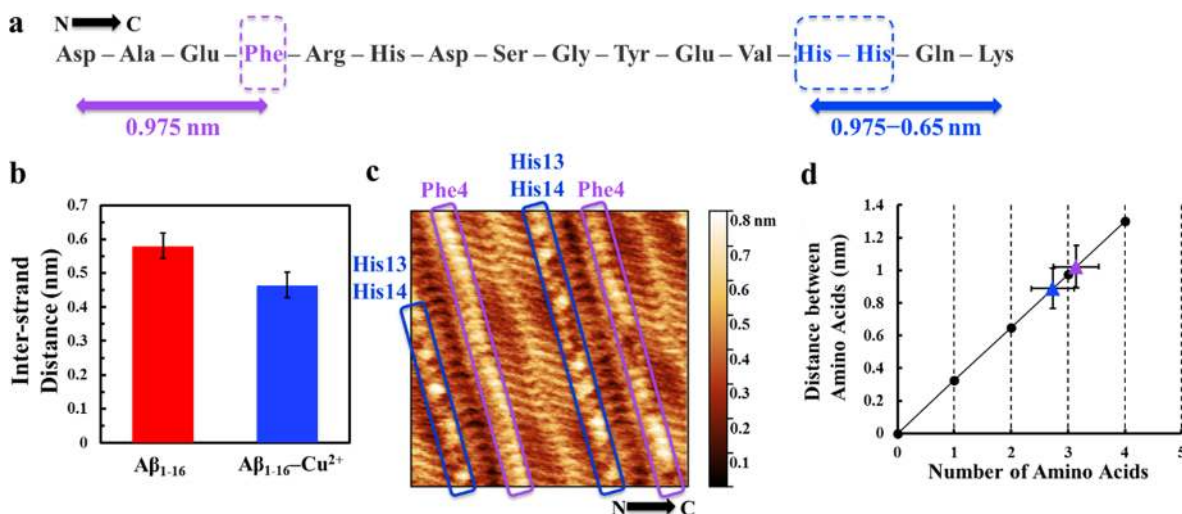 a
N C
Asp – Ala – Glu – Phe – Arg – His – Asp – Ser – Gly – Tyr – Glu – Val – His – His – Gln – Lys
0.975 nm
0.975–0.65 nm
b
Inter-strand
Distance (nm)
0.7
0.6
0.5
0.4
0.3
0.2
0.1
0
Aβ₁₋₁₆
Aβ₁₋₁₆–Cu²⁺
c
Phe4
His13
His14
Phe4
His13
His14
0.8 nm
0.7
0.6
0.5
0.4
0.3
0.2
0.1
N C
d
Distance between
Amino Acids (nm)
1.4
1.2
1
0.8
0.6
0.4
0.2
0
0 1 2 3 4 5
Number of Amino Acids